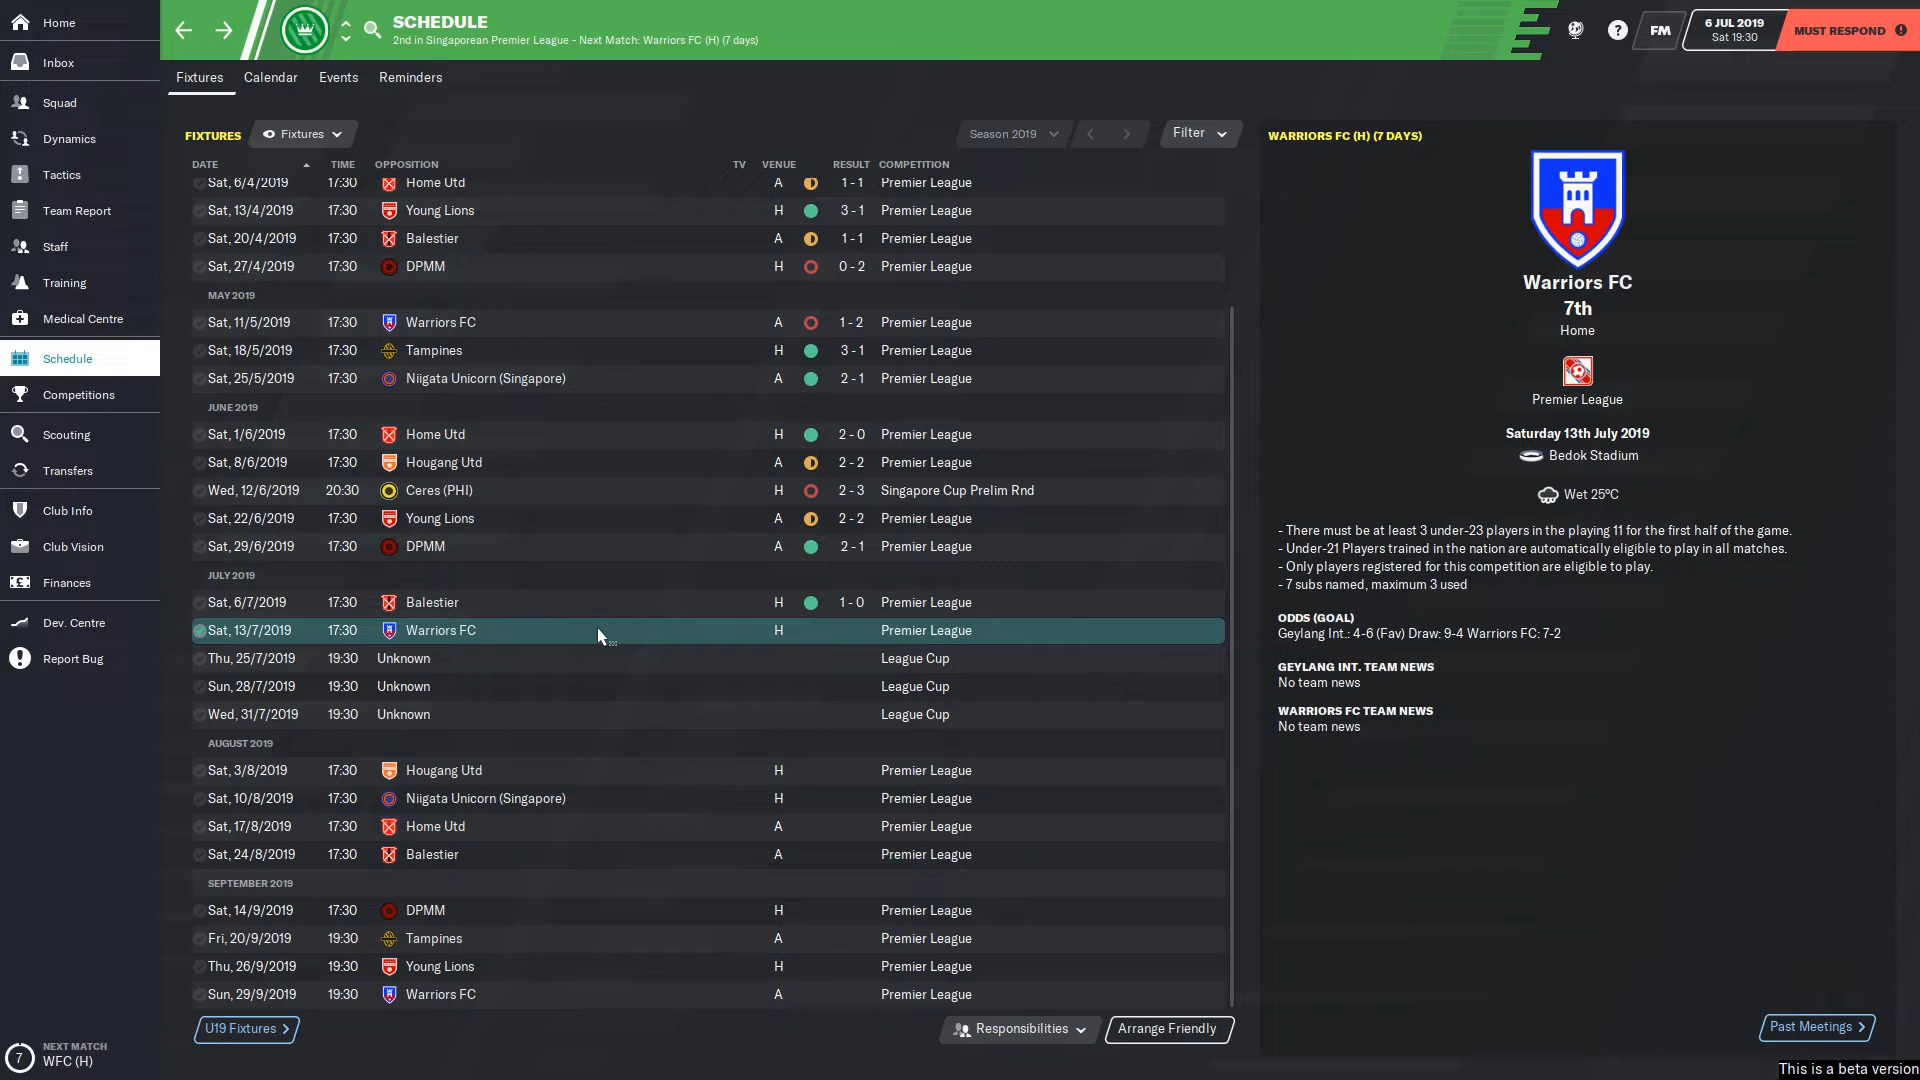 Home
SCHEDULE
2nd in Singaporean Premier League - Next Match: Warriors FC (H) (7 days)
?
FM
6 JUL 2019
Sat 19:30
MUST RESPOND
Inbox
Squad
Dynamics
Tactics
Team Report
Staff
Training
Medical Centre
Schedule
Competitions
Scouting
Transfers
Club Info
Club Vision
Finances
Dev. Centre
Report Bug
7
NEXT MATCH
WFC (H)
Fixtures Calendar Events Reminders
FIXTURES Fixtures Season 2019 Filter
DATE TIME OPPOSITION TV VENUE RESULT COMPETITION
Sat, 6/4/2019 17:30 Home Utd A 1 - 1 Premier League
Sat, 13/4/2019 17:30 Young Lions H 3 - 1 Premier League
Sat, 20/4/2019 17:30 Balestier A 1 - 1 Premier League
Sat, 27/4/2019 17:30 DPMM H 0 - 2 Premier League
MAY 2019
Sat, 11/5/2019 17:30 Warriors FC A 1 - 2 Premier League
Sat, 18/5/2019 17:30 Tampines H 3 - 1 Premier League
Sat, 25/5/2019 17:30 Niigata Unicorn (Singapore) A 2 - 1 Premier League
JUNE 2019
Sat, 1/6/2019 17:30 Home Utd H 2 - 0 Premier League
Sat, 8/6/2019 17:30 Hougang Utd A 2 - 2 Premier League
Wed, 12/6/2019 20:30 Ceres (PHI) H 2 - 3 Singapore Cup Prelim Rnd
Sat, 22/6/2019 17:30 Young Lions A 2 - 2 Premier League
Sat, 29/6/2019 17:30 DPMM A 2 - 1 Premier League
JULY 2019
Sat, 6/7/2019 17:30 Balestier H 1 - 0 Premier League
Sat, 13/7/2019 17:30 Warriors FC H Premier League
Thu, 25/7/2019 19:30 Unknown League Cup
Sun, 28/7/2019 19:30 Unknown League Cup
Wed, 31/7/2019 19:30 Unknown League Cup
AUGUST 2019
Sat, 3/8/2019 17:30 Hougang Utd H Premier League
Sat, 10/8/2019 17:30 Niigata Unicorn (Singapore) H Premier League
Sat, 17/8/2019 17:30 Home Utd A Premier League
Sat, 24/8/2019 17:30 Balestier A Premier League
SEPTEMBER 2019
Sat, 14/9/2019 17:30 DPMM H Premier League
Fri, 20/9/2019 19:30 Tampines A Premier League
Thu, 26/9/2019 19:30 Young Lions H Premier League
Sun, 29/9/2019 19:30 Warriors FC A Premier League
U19 Fixtures Responsibilities Arrange Friendly
WARRIORS FC (H) (7 DAYS)
Warriors FC
7th
Home
Premier League
Saturday 13th July 2019
Bedok Stadium
Wet 25ºC
- There must be at least 3 under-23 players in the playing 11 for the first half of the game.
- Under-21 Players trained in the nation are automatically eligible to play in all matches.
- Only players registered for this competition are eligible to play.
- 7 subs named, maximum 3 used
ODDS (GOAL)
Geylang Int.: 4-6 (Fav) Draw: 9-4 Warriors FC: 7-2
GEYLANG INT. TEAM NEWS
No team news
WARRIORS FC TEAM NEWS
No team news
Past Meetings
This is a beta version